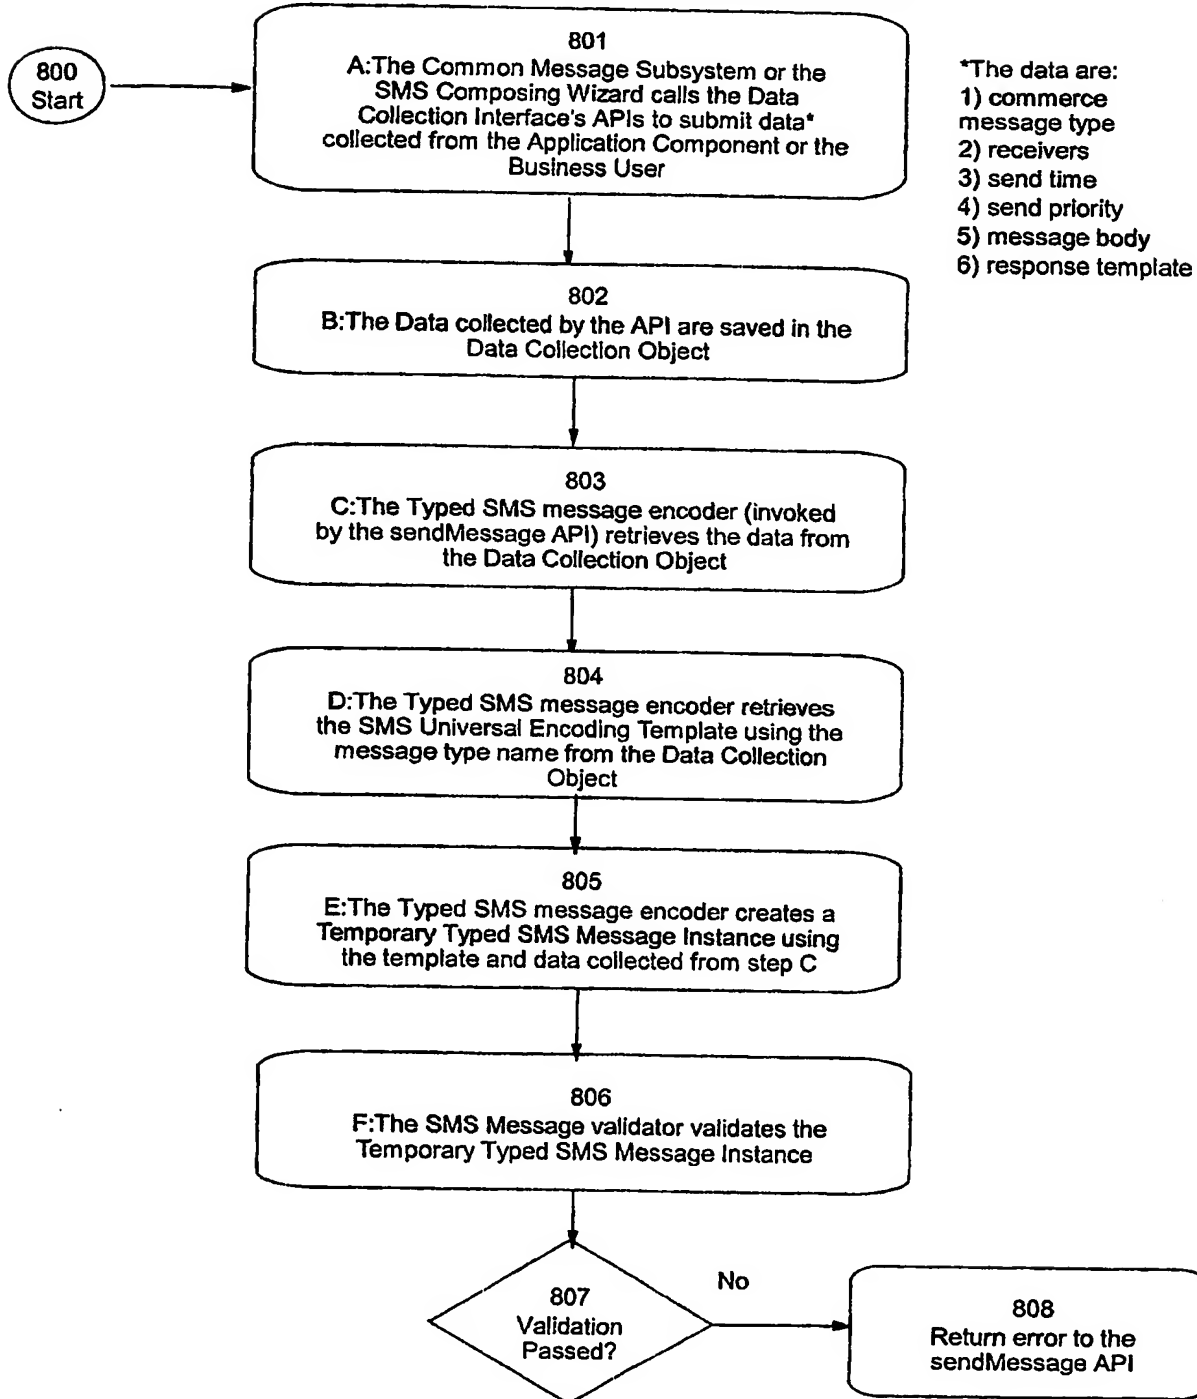 800
Start
801
A:The Common Message Subsystem or the
SMS Composing Wizard calls the Data
Collection Interface's APIs to submit data*
collected from the Application Component or the
Business User
*The data are:
1) commerce
message type
2) receivers
3) send time
4) send priority
5) message body
6) response template
802
B:The Data collected by the API are saved in the
Data Collection Object
803
C:The Typed SMS message encoder (invoked
by the sendMessage API) retrieves the data from
the Data Collection Object
804
D:The Typed SMS message encoder retrieves
the SMS Universal Encoding Template using the
message type name from the Data Collection
Object
805
E:The Typed SMS message encoder creates a
Temporary Typed SMS Message Instance using
the template and data collected from step C
806
F:The SMS Message validator validates the
Temporary Typed SMS Message Instance
807
Validation
Passed?
No
808
Return error to the
sendMessage API